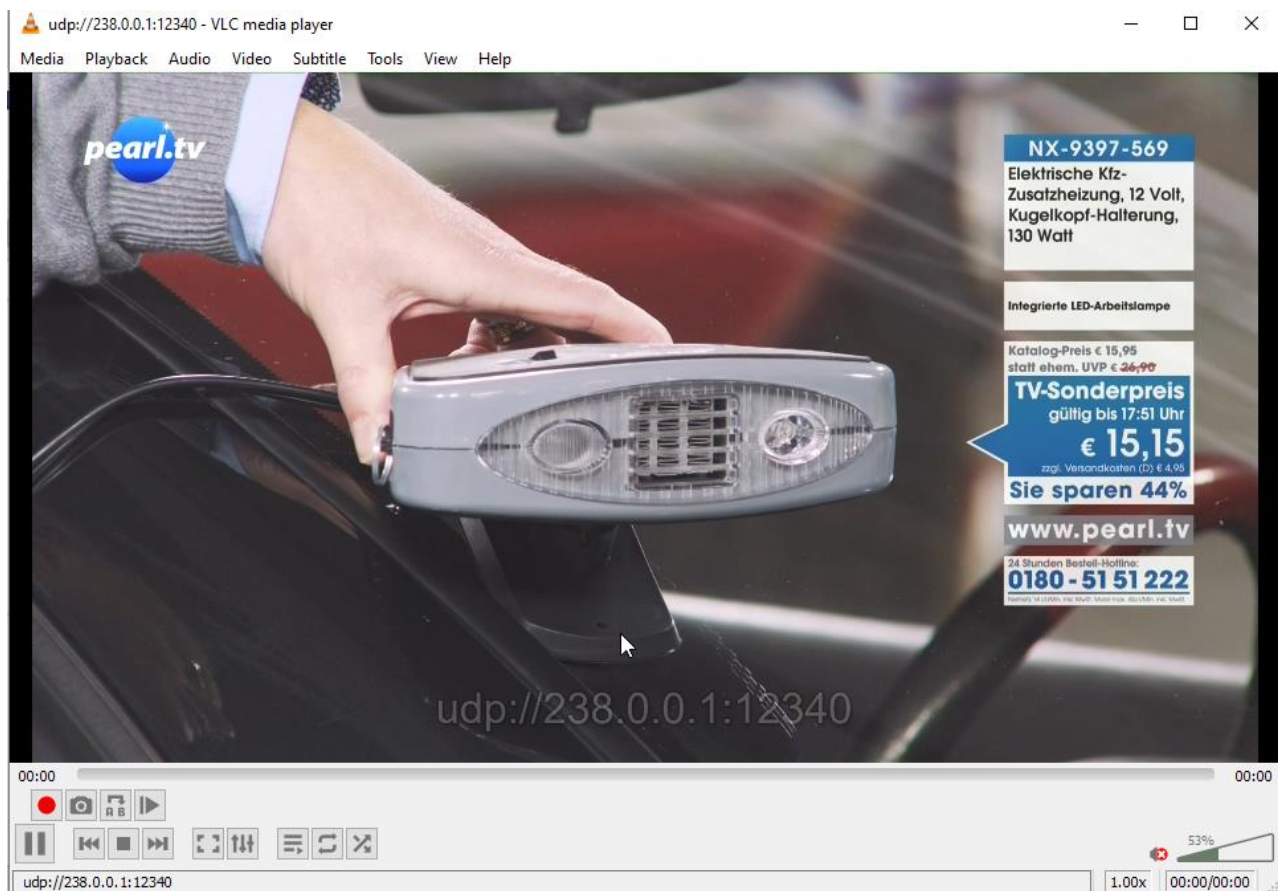 udp://238.0.0.1:12340 - VLC media player
Media Playback Audio Video Subtitle Tools View Help
pearl.tv
NX-9397-569
Elektrische Kfz-
Zusatzheizung, 12 Volt,
Kugelkopf-Halterung,
130 Watt
Integrierte LED-Arbeitslampe
Katalog-Preis € 15,95
statt ehem. UVP € 26,90
TV-Sonderpreis
gültig bis 17:51 Uhr
€ 15,15
zzgl. Versandkosten (D) € 4,95
Sie sparen 44%
www.pearl.tv
24 Stunden Bestell-Hotline:
0180 - 51 51 222
udp://238.0.0.1:12340
00:00 00:00
A B
53%
udp://238.0.0.1:12340 1.00x 00:00/00:00